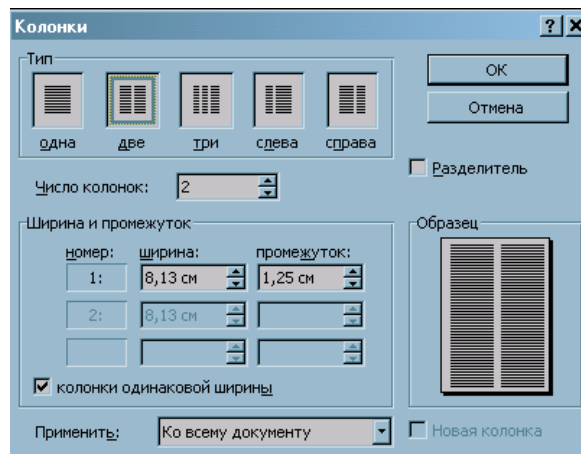 Колонки
Тип
одна две три слева справа
ОК
Отмена
Число колонок: 2
Разделитель
Ширина и промежуток
номер: ширина: промежуток:
1: 8,13 см 1,25 см
2: 8,13 см
колонки одинаковой ширины
Образец
Применить: Ко всему документу
Новая колонка